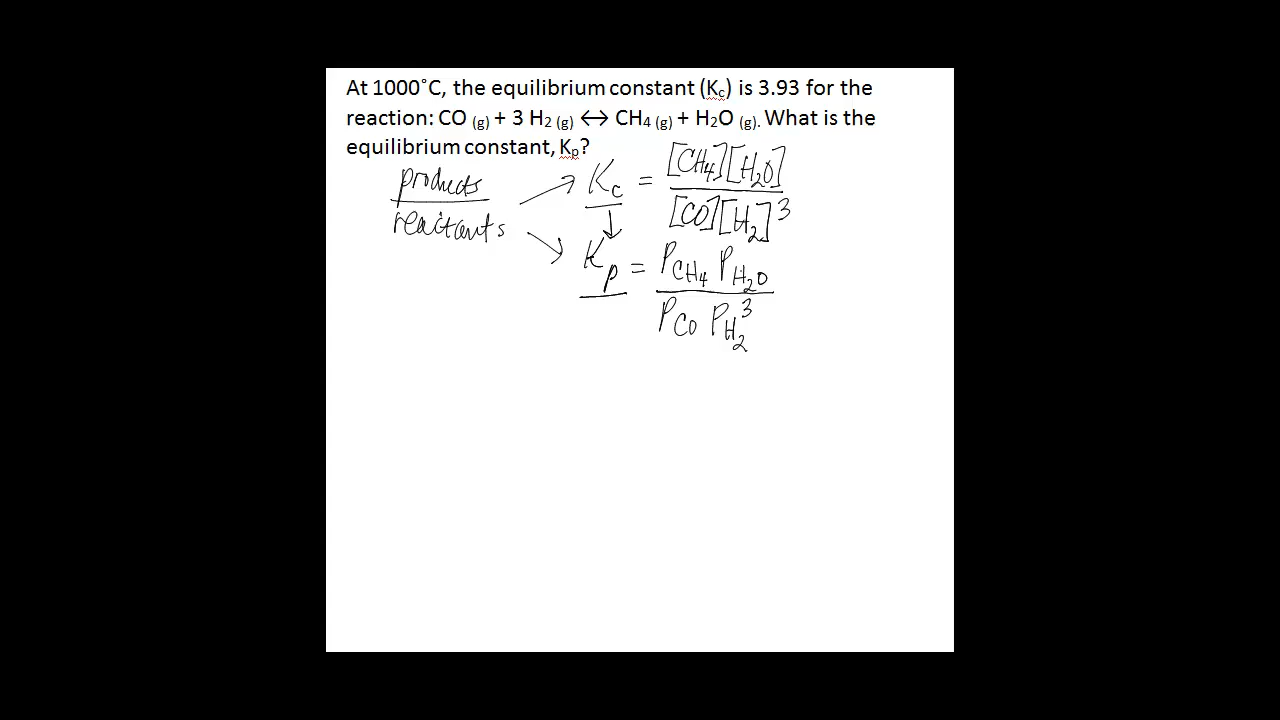 At 1000˚C, the equilibrium constant (Kc) is 3.93 for the
reaction: CO (g) + 3 H2 (g) ↔ CH4 (g) + H2O (g). What is the
equilibrium constant, Kp?
products
reactants
Kc = [CH4][H2O]
[CO][H2]3
Kp = PCH4 PH2O
PCO PH2 3